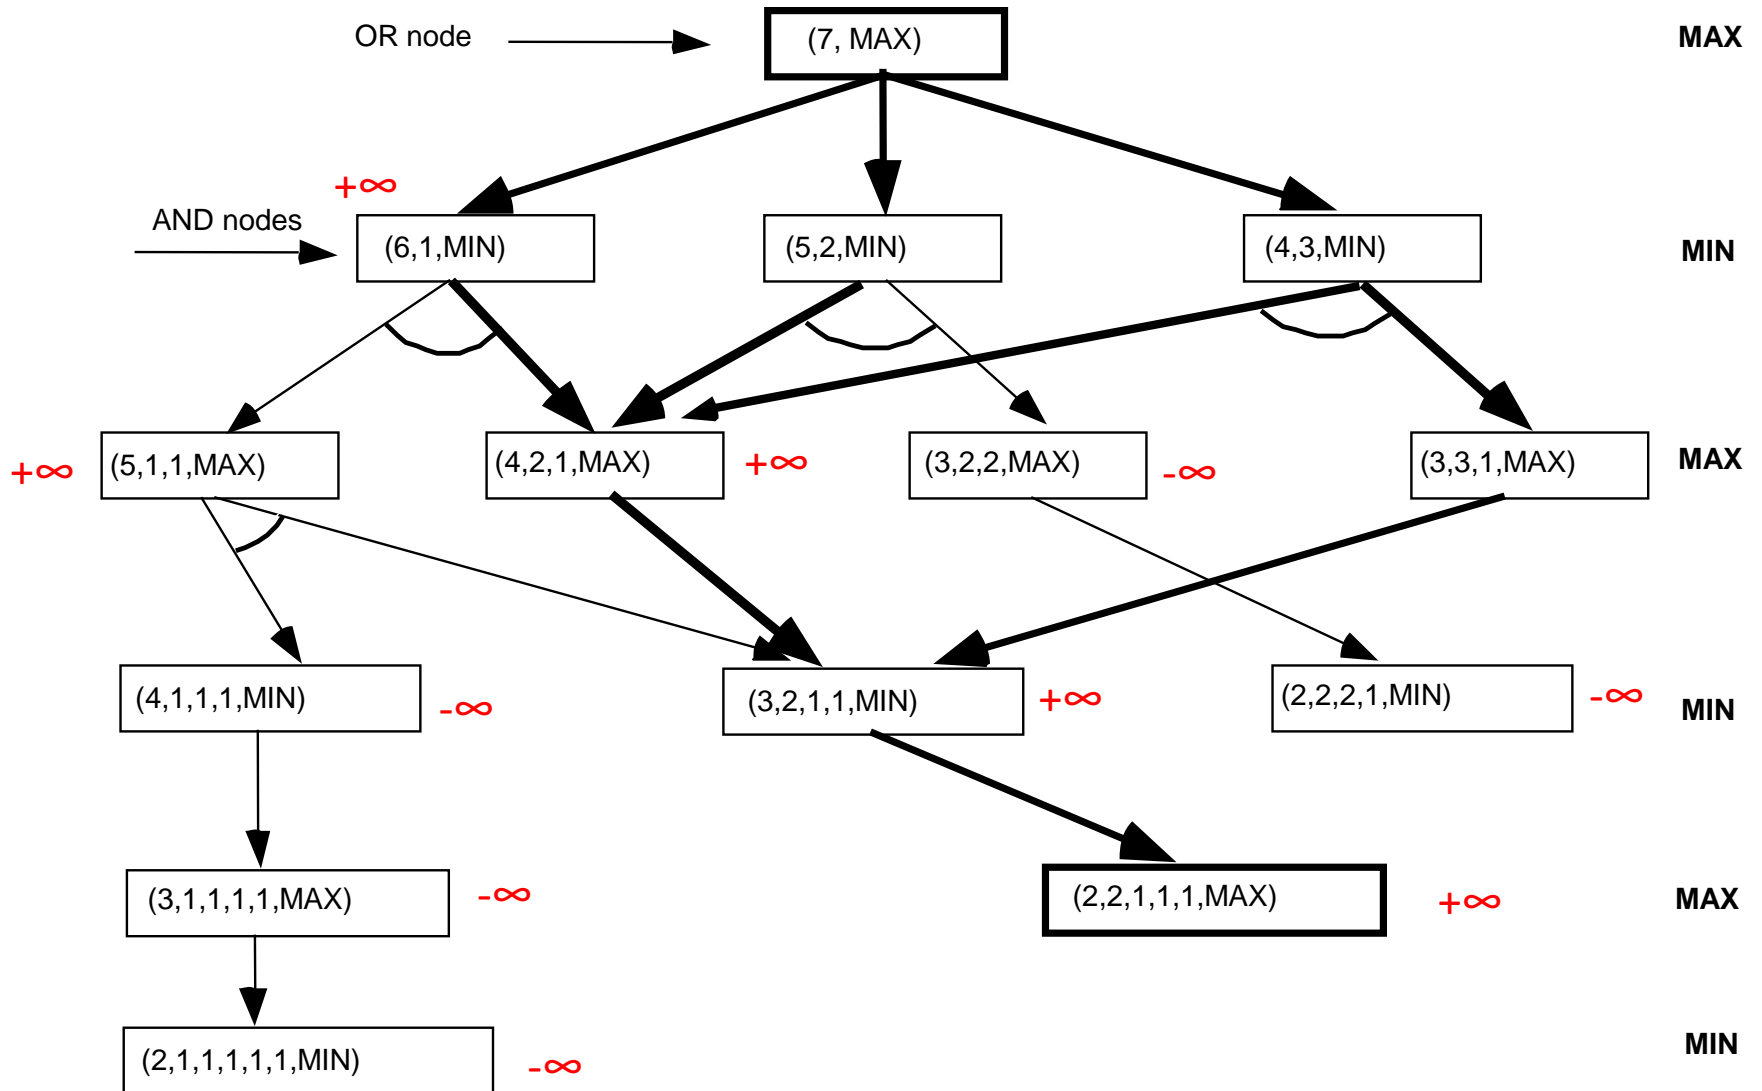 OR node
(7, MAX)
MAX
+∞
AND nodes
(6,1,MIN)
(5,2,MIN)
(4,3,MIN)
MIN
+∞
(5,1,1,MAX)
(4,2,1,MAX)
+∞
(3,2,2,MAX)
-∞
(3,3,1,MAX)
MAX
(4,1,1,1,MIN)
-∞
(3,2,1,1,MIN)
+∞
(2,2,2,1,MIN)
-∞
MIN
(3,1,1,1,1,MAX)
-∞
(2,2,1,1,1,MAX)
+∞
MAX
(2,1,1,1,1,1,MIN)
-∞
MIN